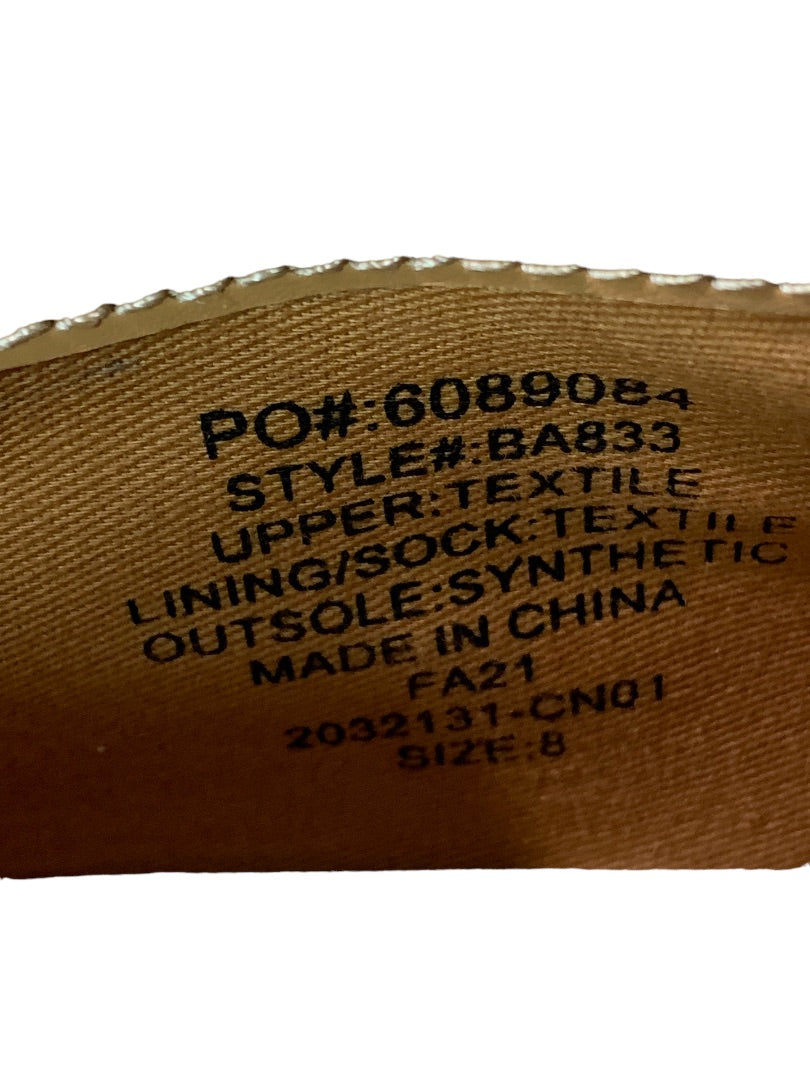 PO#:6089084
STYLE#:BA833
UPPER:TEXTILE
LINING/SOCK:TEXTILE
OUTSOLE:SYNTHETIC
MADE IN CHINA
FA21
2032131-CN01
SIZE:8